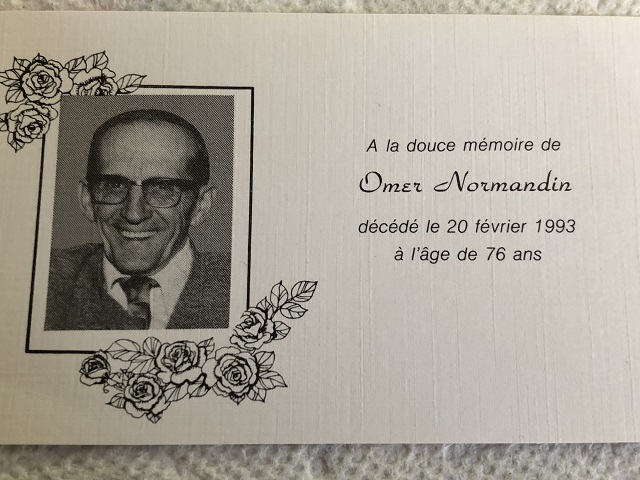 A la douce mémoire de
Omer Normandin
décédé le 20 février 1993
à l'âge de 76 ans